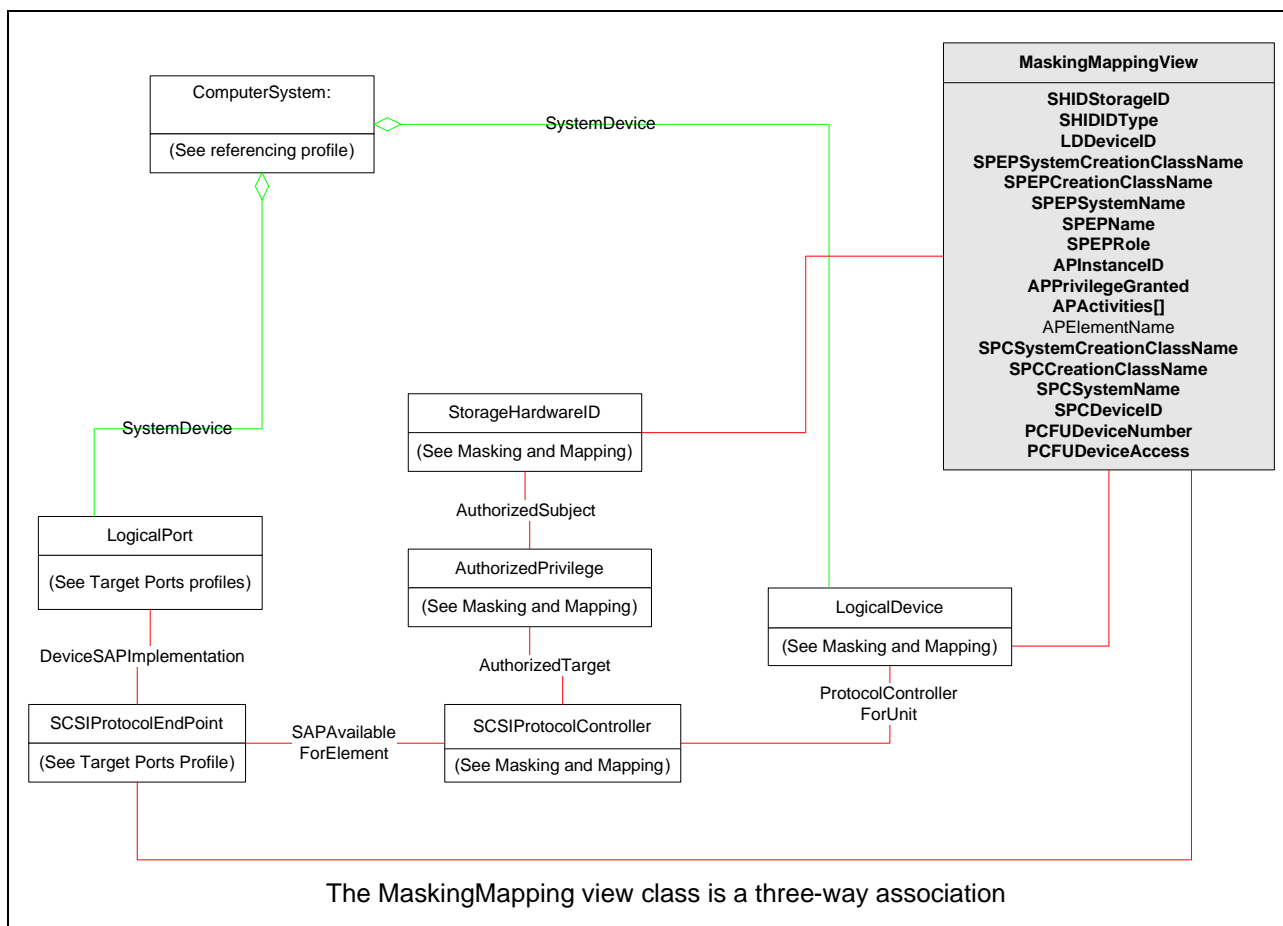 MaskingMappingView
SHIDStorageID
SHIDIDType
LDDeviceID
SPEPSystemCreationClassName
SPEPCreationClassName
SPEPSystemName
SPEPName
SPEPRole
APInstanceID
APPrivilegeGranted
APActivities[]
APElementName
SPCSystemCreationClassName
SPCCreationClassName
SPCSystemName
SPCDeviceID
PCFUDeviceNumber
PCFUDeviceAccess
ComputerSystem:
(See referencing profile)
SystemDevice
SystemDevice
StorageHardwareID
(See Masking and Mapping)
AuthorizedSubject
LogicalPort
(See Target Ports profiles)
AuthorizedPrivilege
(See Masking and Mapping)
LogicalDevice
(See Masking and Mapping)
DeviceSAPImplementation
AuthorizedTarget
ProtocolController
ForUnit
SCSIProtocolEndPoint
(See Target Ports Profile)
SAPAvailable
ForElement
SCSIProtocolController
(See Masking and Mapping)
The MaskingMapping view class is a three-way association